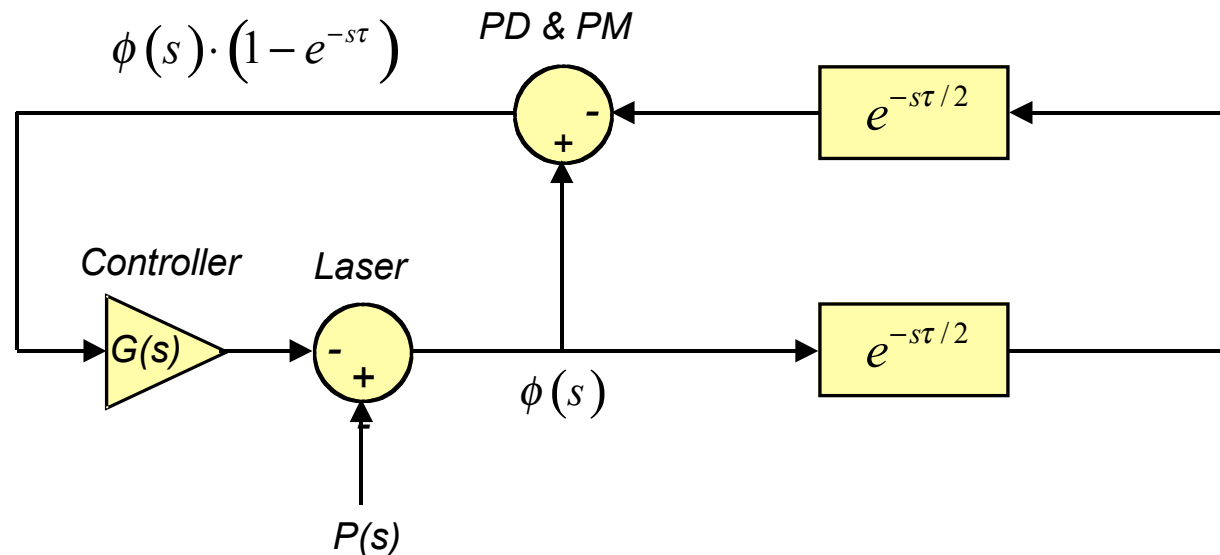 PD & PM
ϕ(s)·(1 − e^{−sτ})
-
+
e^{−sτ/2}
Controller
Laser
G(s)
-
+
-
ϕ(s)
e^{−sτ/2}
P(s)